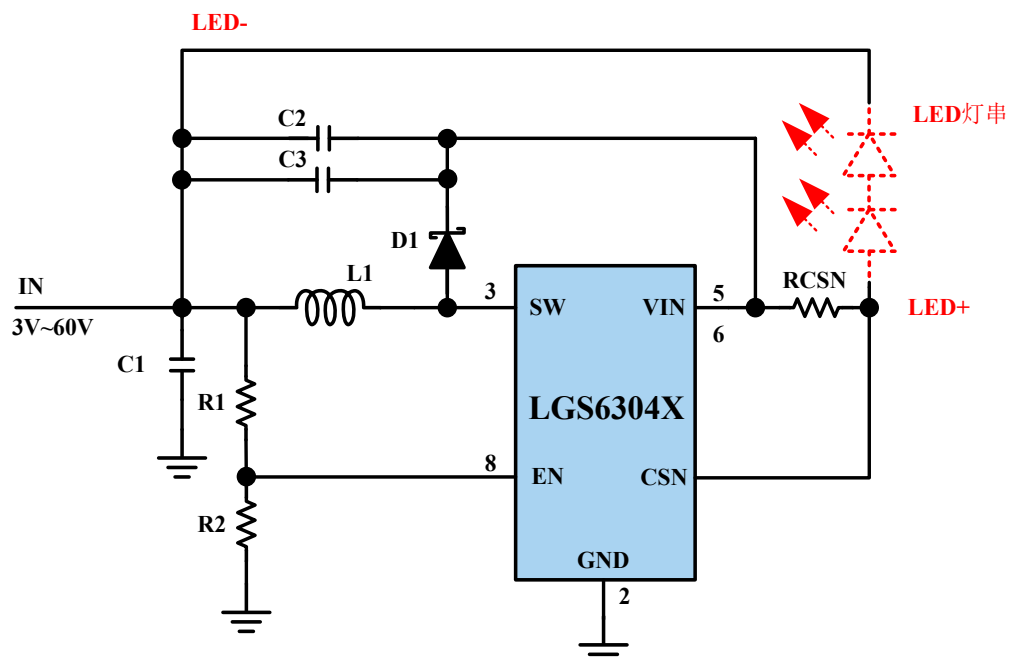 LED-
C2
LED灯串
C3
D1
L1
IN
3
SW
VIN
5
RCSN
LED+
3V~60V
6
C1
R1
LGS6304X
8
EN
CSN
R2
GND
2